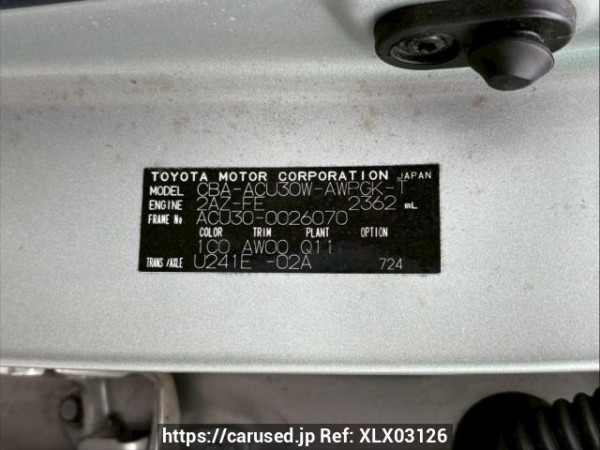 TOYOTA MOTOR CORPORATION JAPAN
MODEL CBA-ACU30W-AWPGK-T
ENGINE 2AZ-FE 2362 mL
FRAME No ACU30-0026070
COLOR TRIM PLANT OPTION
1C0 AW00 Q11
TRANS/AXLE U241E -02A 724
https://carused.jp Ref: XLX03126